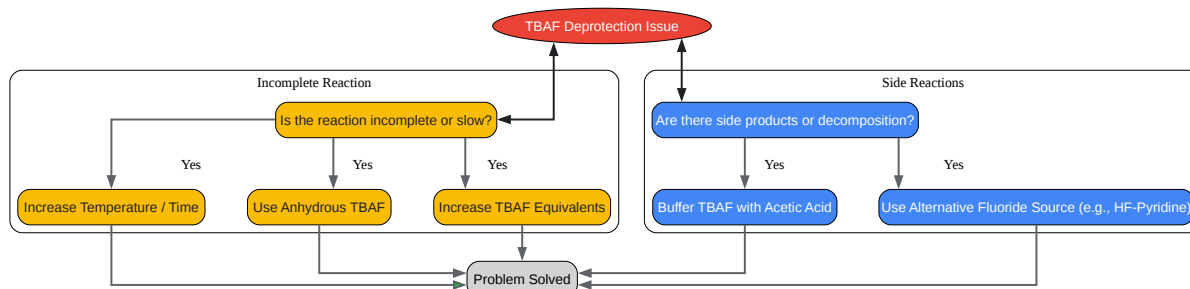 TBAF Deprotection Issue
Incomplete Reaction
Side Reactions
Is the reaction incomplete or slow?
Are there side products or decomposition?
Yes
Yes
Yes
Yes
Yes
Increase Temperature / Time
Use Anhydrous TBAF
Increase TBAF Equivalents
Buffer TBAF with Acetic Acid
Use Alternative Fluoride Source (e.g., HF-Pyridine)
Problem Solved